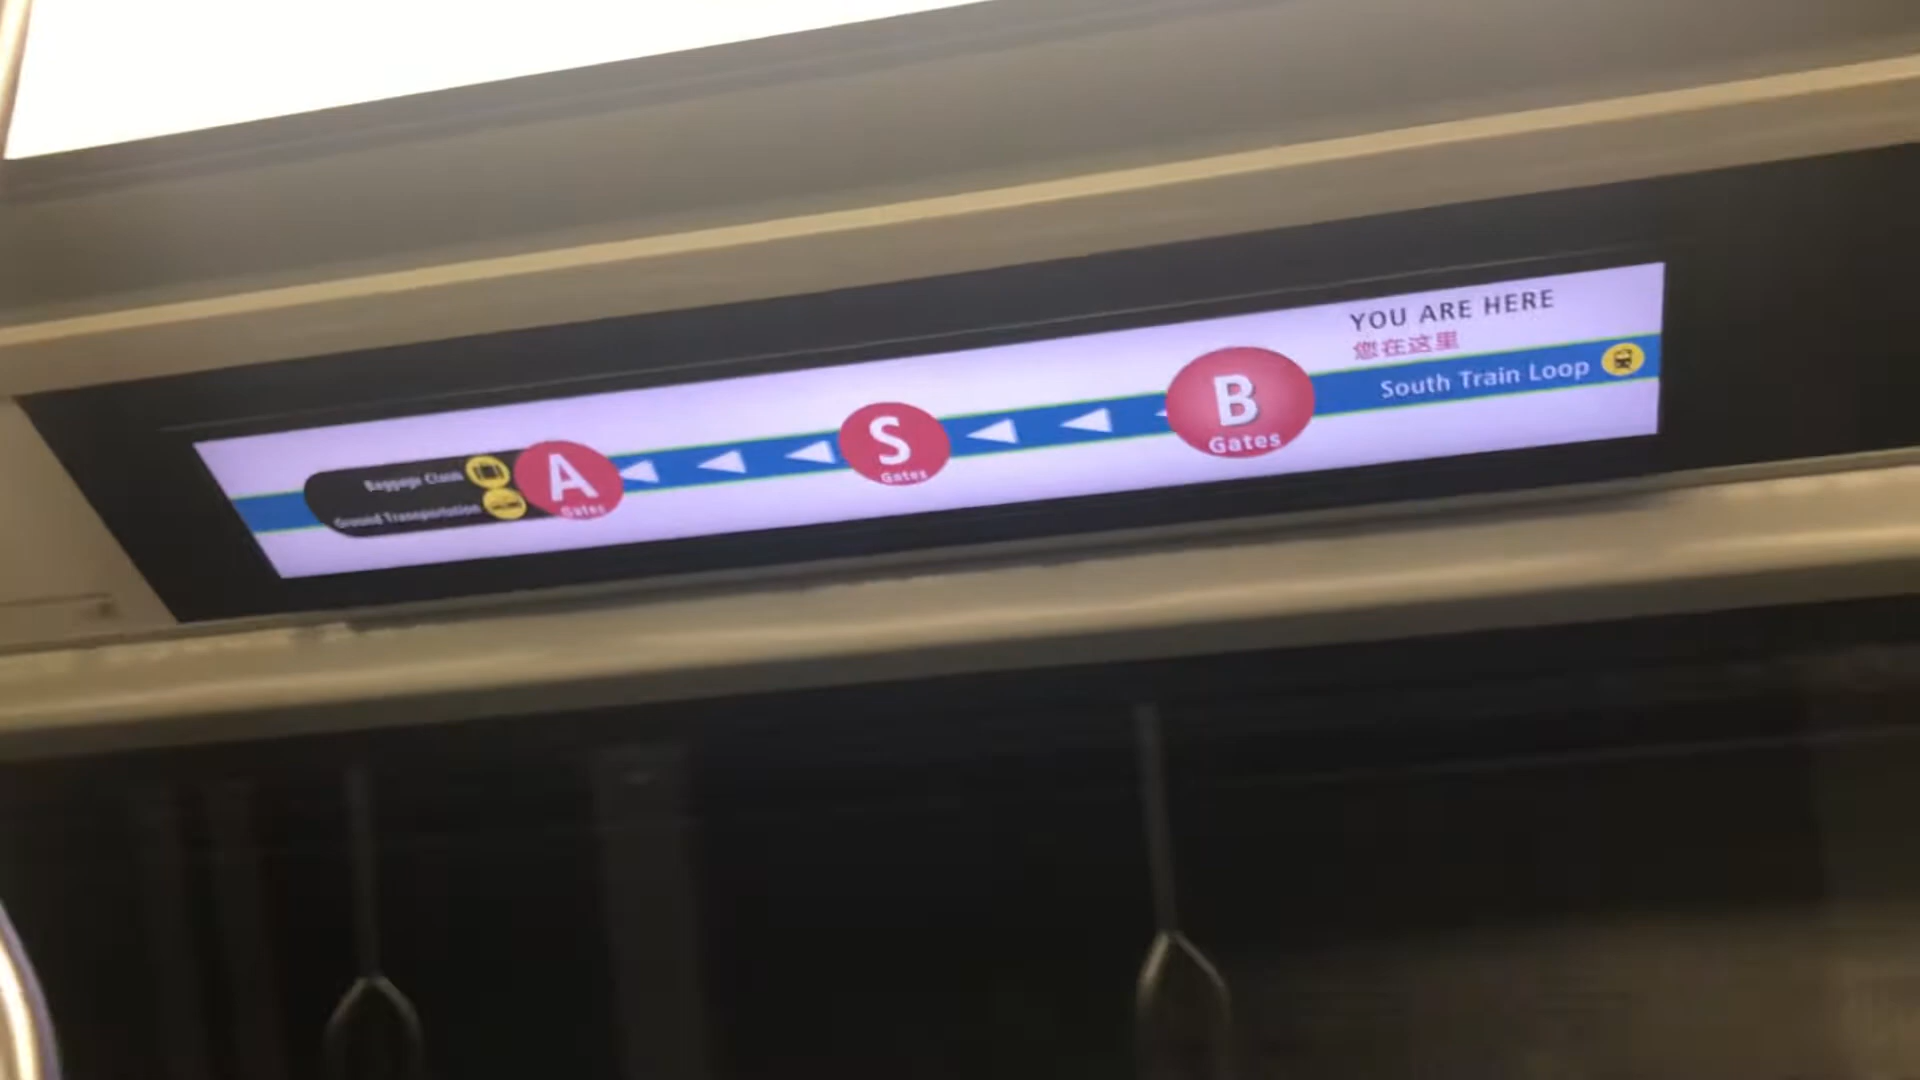 YOU ARE HERE
您在这里
South Train Loop
B
Gates
S
Gates
A
Gates
Baggage Claim
Ground Transportation